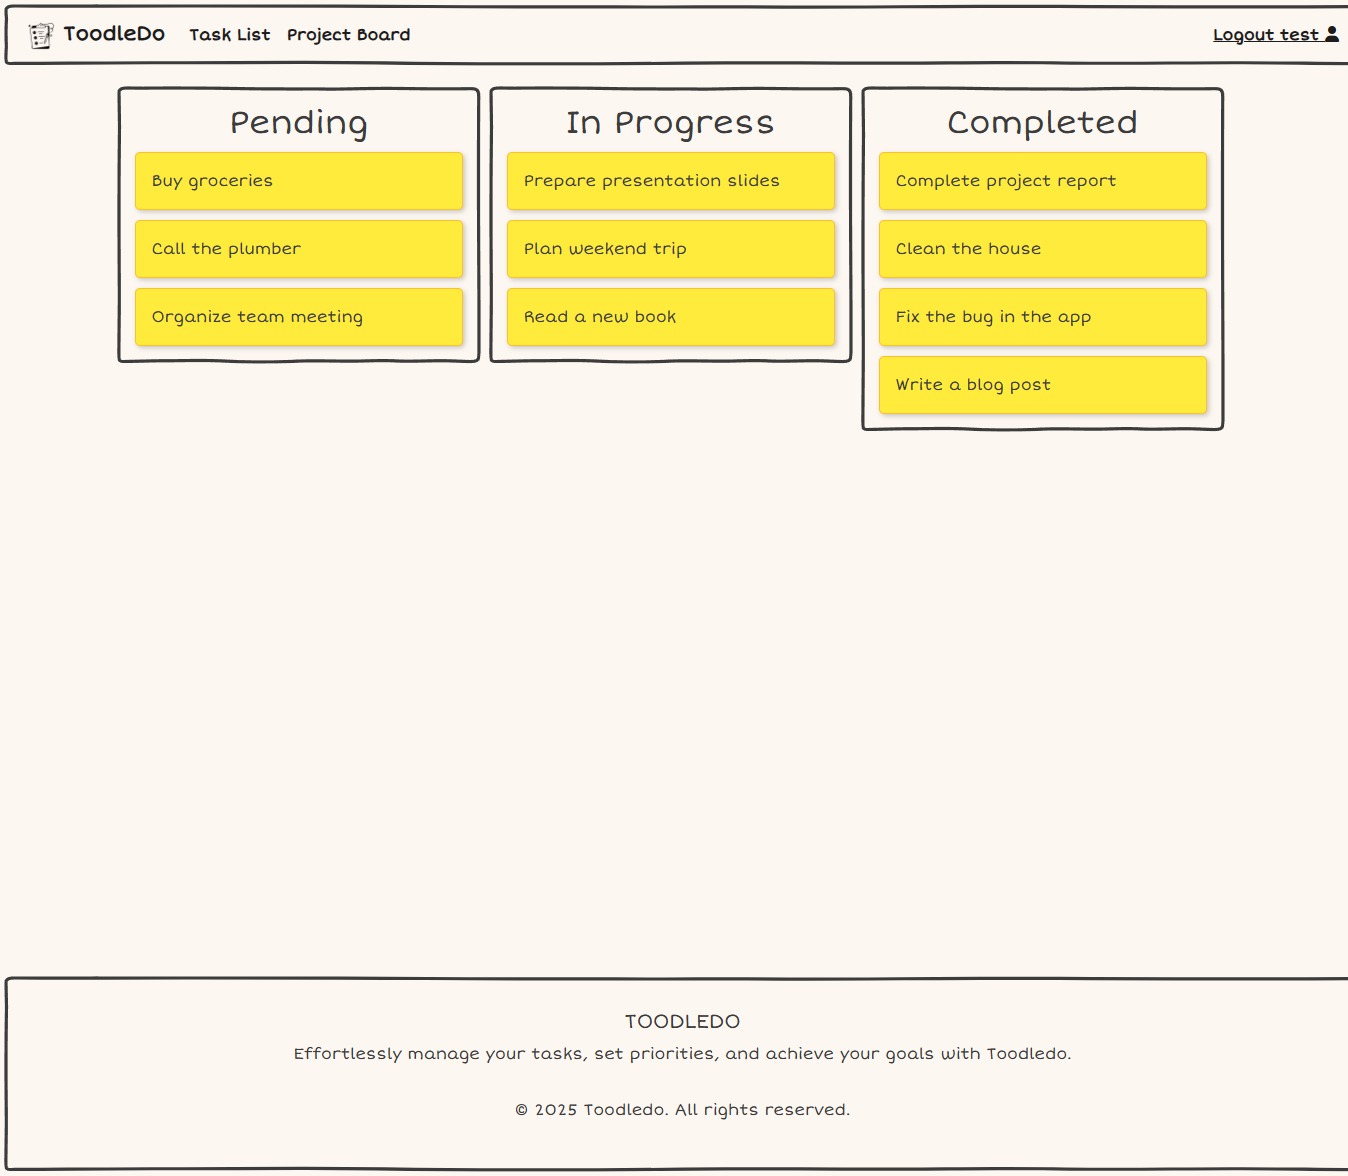 ToodleDo Task List Project Board Logout test
Pending
Buy groceries
Call the plumber
Organize team meeting
In Progress
Prepare presentation slides
Plan weekend trip
Read a new book
Completed
Complete project report
Clean the house
Fix the bug in the app
Write a blog post
TOODLEDO
Effortlessly manage your tasks, set priorities, and achieve your goals with Toodledo.
© 2025 Toodledo. All rights reserved.